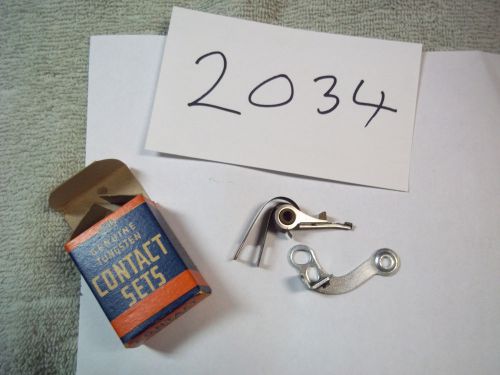 2034
GENUINE
TUNGSTEN
CONTACT
SETS